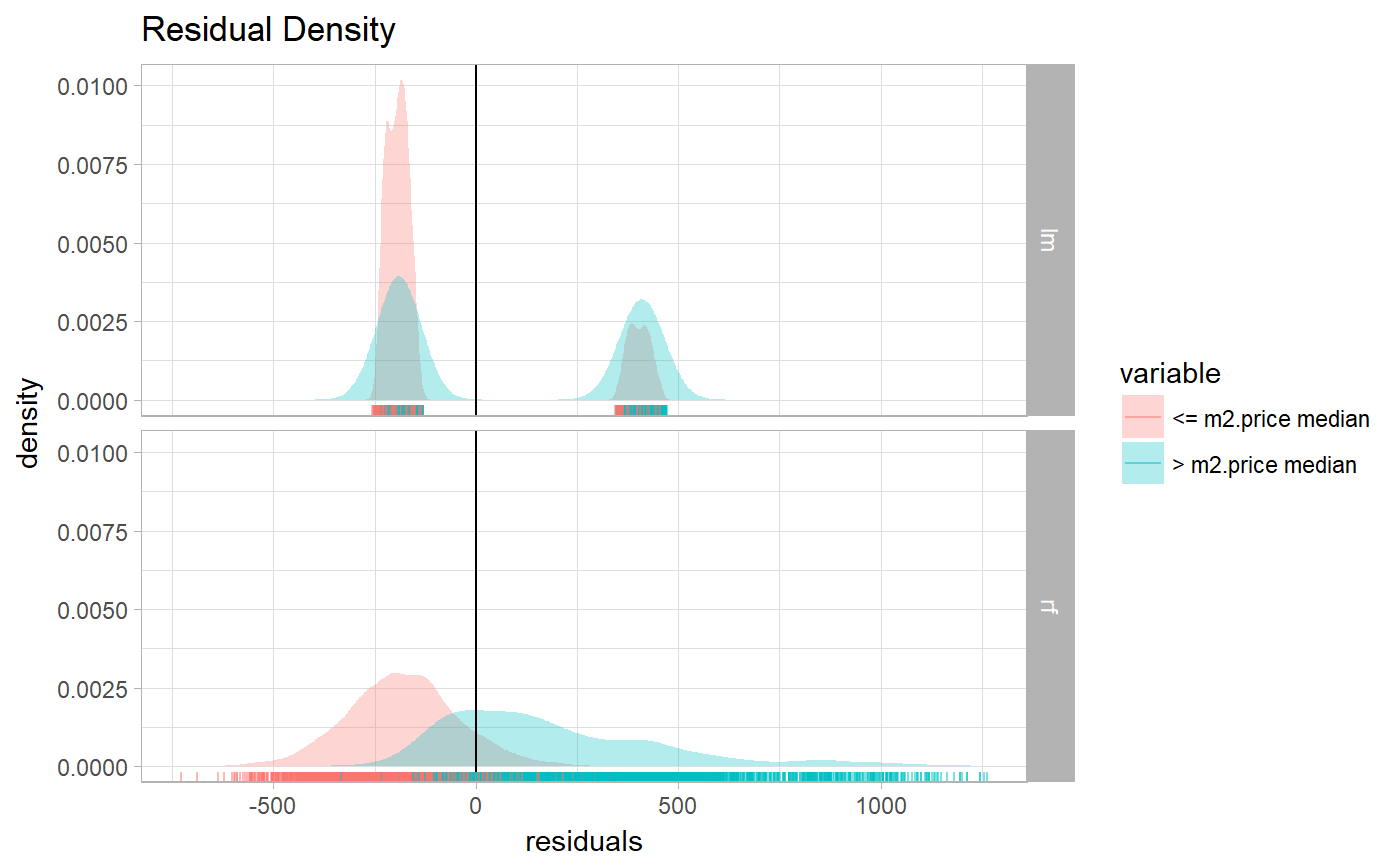 Residual Density
0.0100
0.0075
0.0050
0.0025
0.0000
lm
0.0100
0.0075
0.0050
0.0025
0.0000
rf
density
-500
0
500
1000
residuals
variable
<= m2.price median
> m2.price median